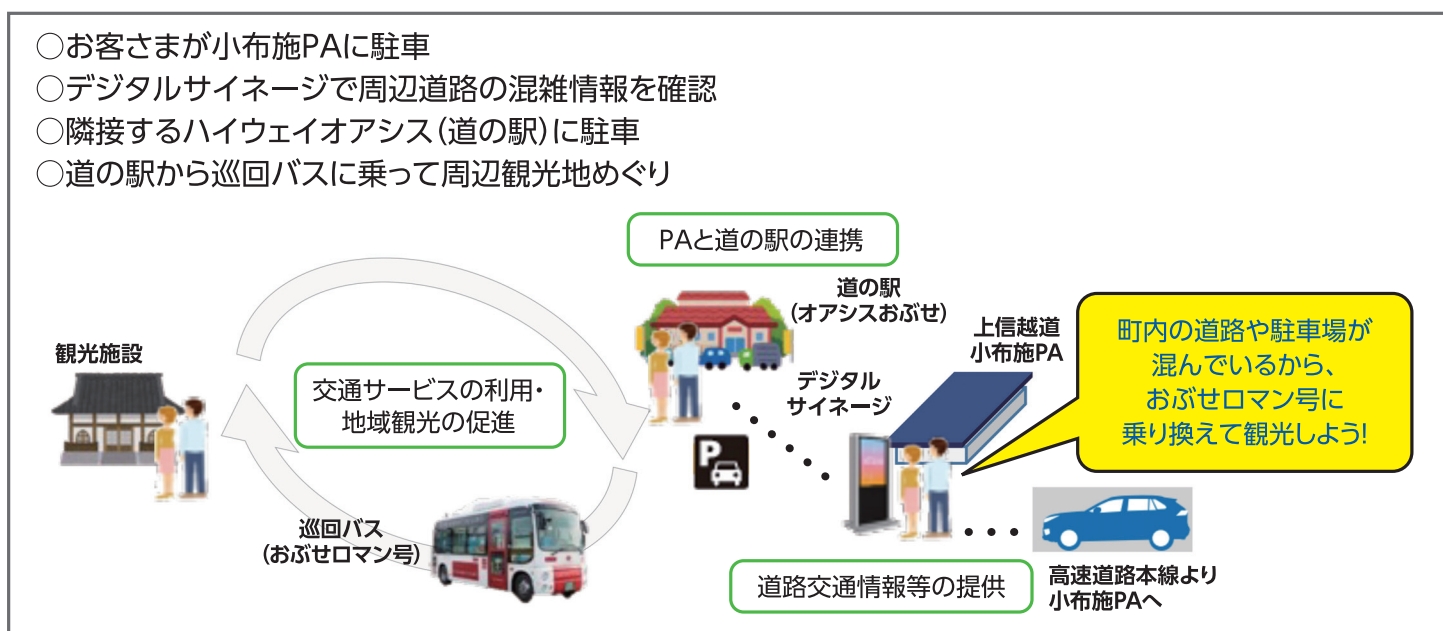 ○お客さまが小布施PAに駐車
○デジタルサイネージで周辺道路の混雑情報を確認
○隣接するハイウェイオアシス(道の駅)に駐車
○道の駅から巡回バスに乗って周辺観光地めぐり
PAと道の駅の連携
道の駅
(オアシスおぶせ)
上信越道
小布施PA
町内の道路や駐車場が
混んでいるから、
おぶせロマン号に
乗り換えて観光しよう!
観光施設
交通サービスの利用・
地域観光の促進
デジタル
サイネージ
P
巡回バス
(おぶせロマン号)
道路交通情報等の提供
高速道路本線より
小布施PAへ